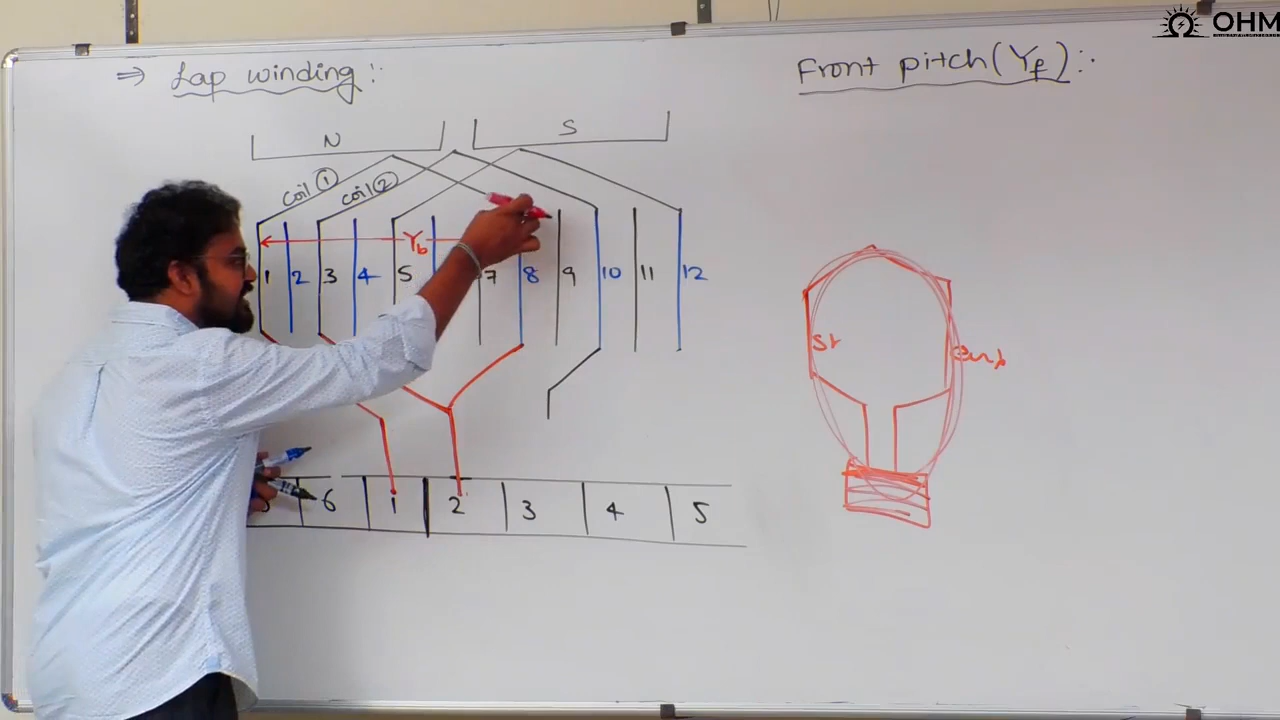 OHM
⇒ Lap winding :-
Front pitch (Yf) :-
N S
coil ① coil ②
Yb
1 2 3 4 5 7 8 9 10 11 12
St
6 1 2 3 4 5